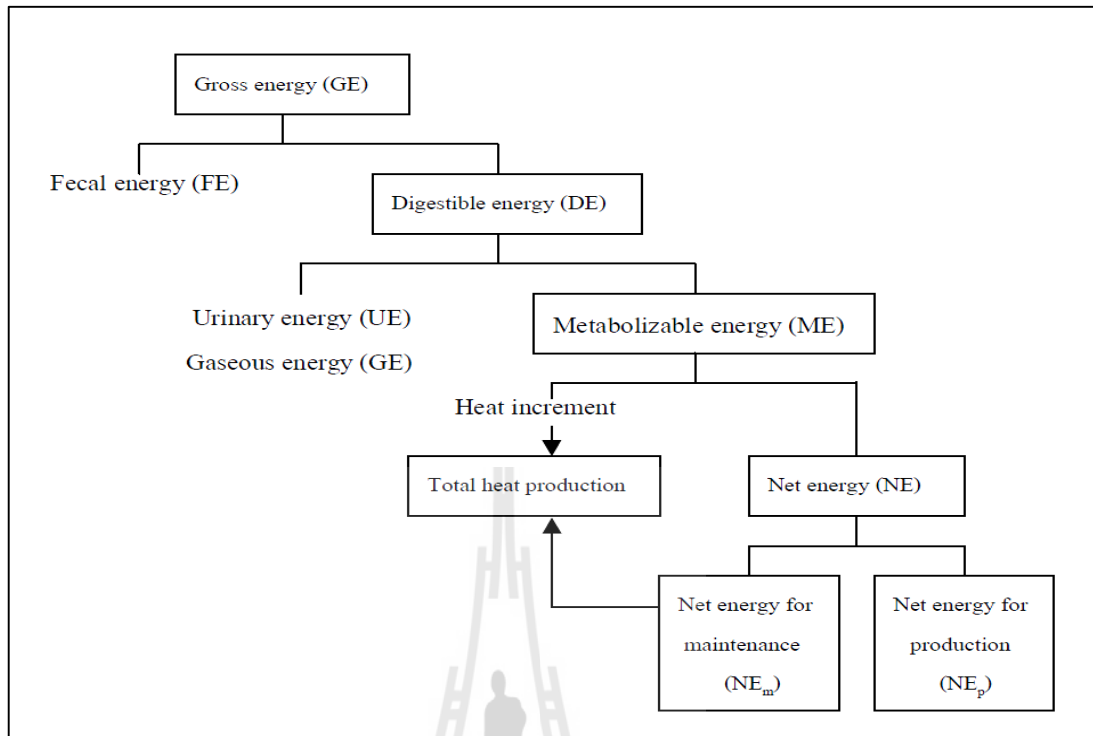 Gross energy (GE)
Fecal energy (FE)
Digestible energy (DE)
Urinary energy (UE)
Gaseous energy (GE)
Metabolizable energy (ME)
Heat increment
Total heat production
Net energy (NE)
Net energy for
maintenance
(NEm)
Net energy for
production
(NEp)